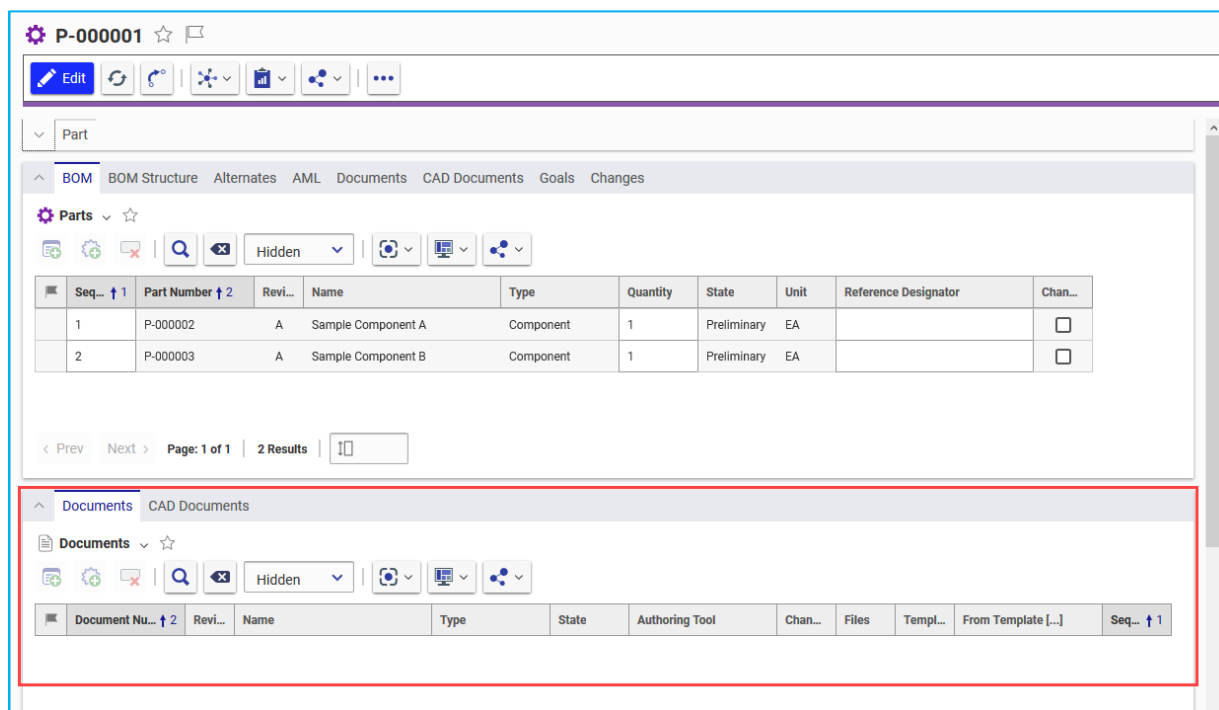 P-000001
Edit
Part
BOM BOM Structure Alternates AML Documents CAD Documents Goals Changes
Parts
Hidden
Seq... 1 Part Number 2 Revi... Name Type Quantity State Unit Reference Designator Chan...
1 P-000002 A Sample Component A Component 1 Preliminary EA
2 P-000003 A Sample Component B Component 1 Preliminary EA
< Prev Next > Page: 1 of 1 2 Results
Documents CAD Documents
Documents
Hidden
Document Nu... 2 Revi... Name Type State Authoring Tool Chan... Files Templ... From Template [...] Seq... 1